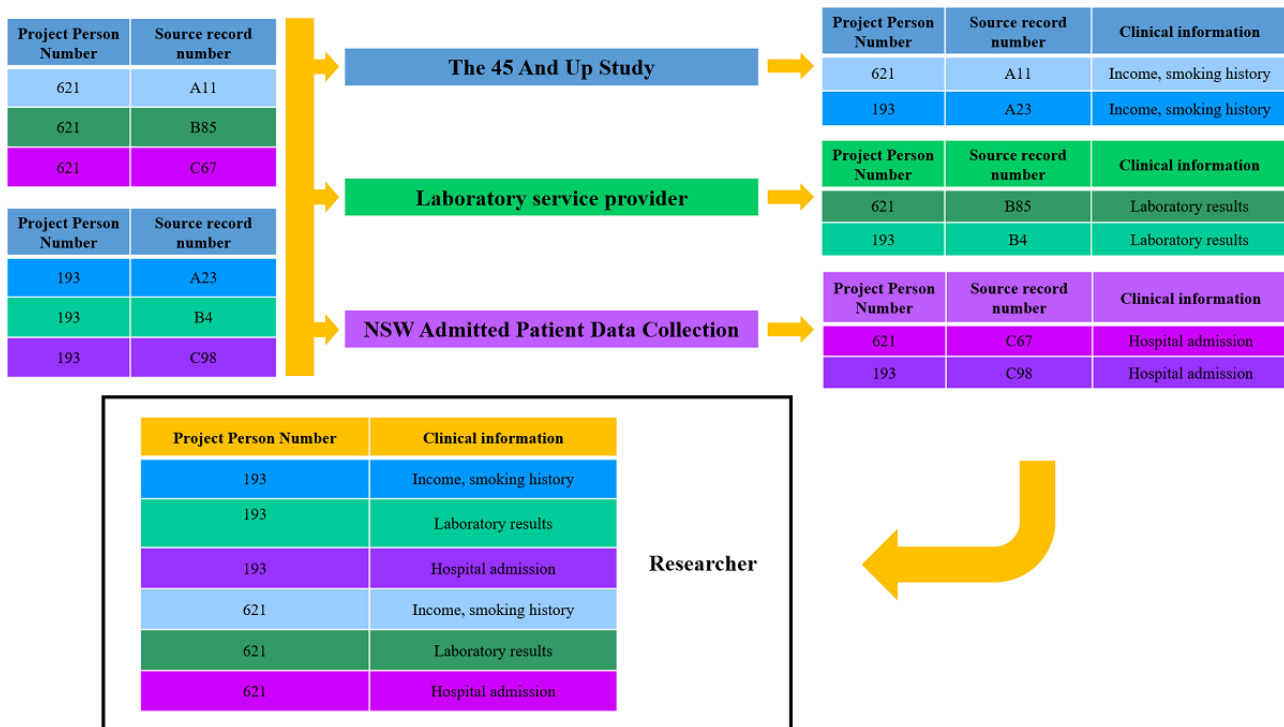 Project Person Number Source record number
621 A11
621 B85
621 C67
Project Person Number Source record number
193 A23
193 B4
193 C98
The 45 And Up Study
Laboratory service provider
NSW Admitted Patient Data Collection
Project Person Number Source record number Clinical information
621 A11 Income, smoking history
193 A23 Income, smoking history
Project Person Number Source record number Clinical information
621 B85 Laboratory results
193 B4 Laboratory results
Project Person Number Source record number Clinical information
621 C67 Hospital admission
193 C98 Hospital admission
Project Person Number Clinical information
193 Income, smoking history
193 Laboratory results
193 Hospital admission
621 Income, smoking history
621 Laboratory results
621 Hospital admission
Researcher